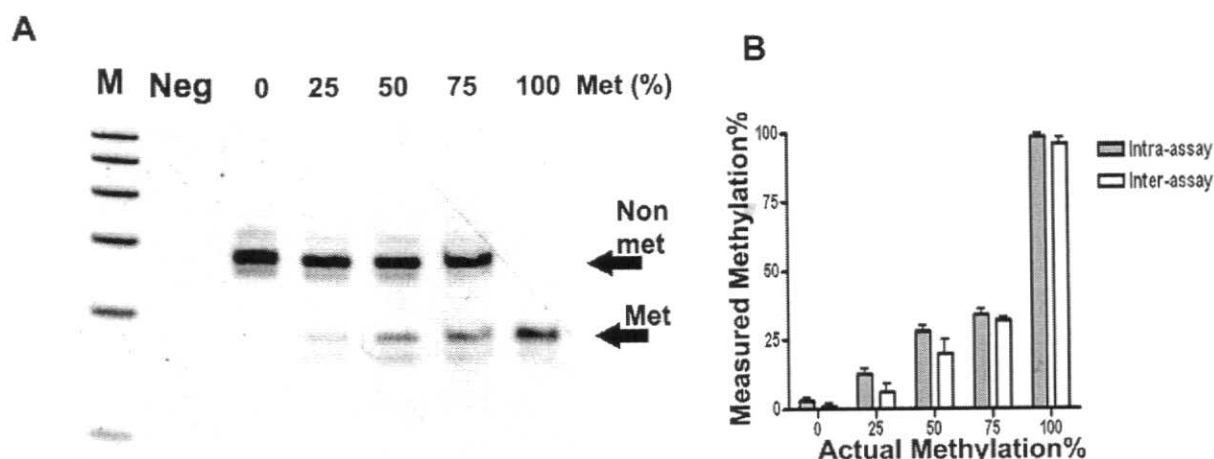 A
M Neg 0 25 50 75 100 Met (%)
Non
met
Met
B
Measured Methylation%
100
75
50
25
0
0 25 50 75 100
Actual Methylation%
Intra-assay
Inter-assay